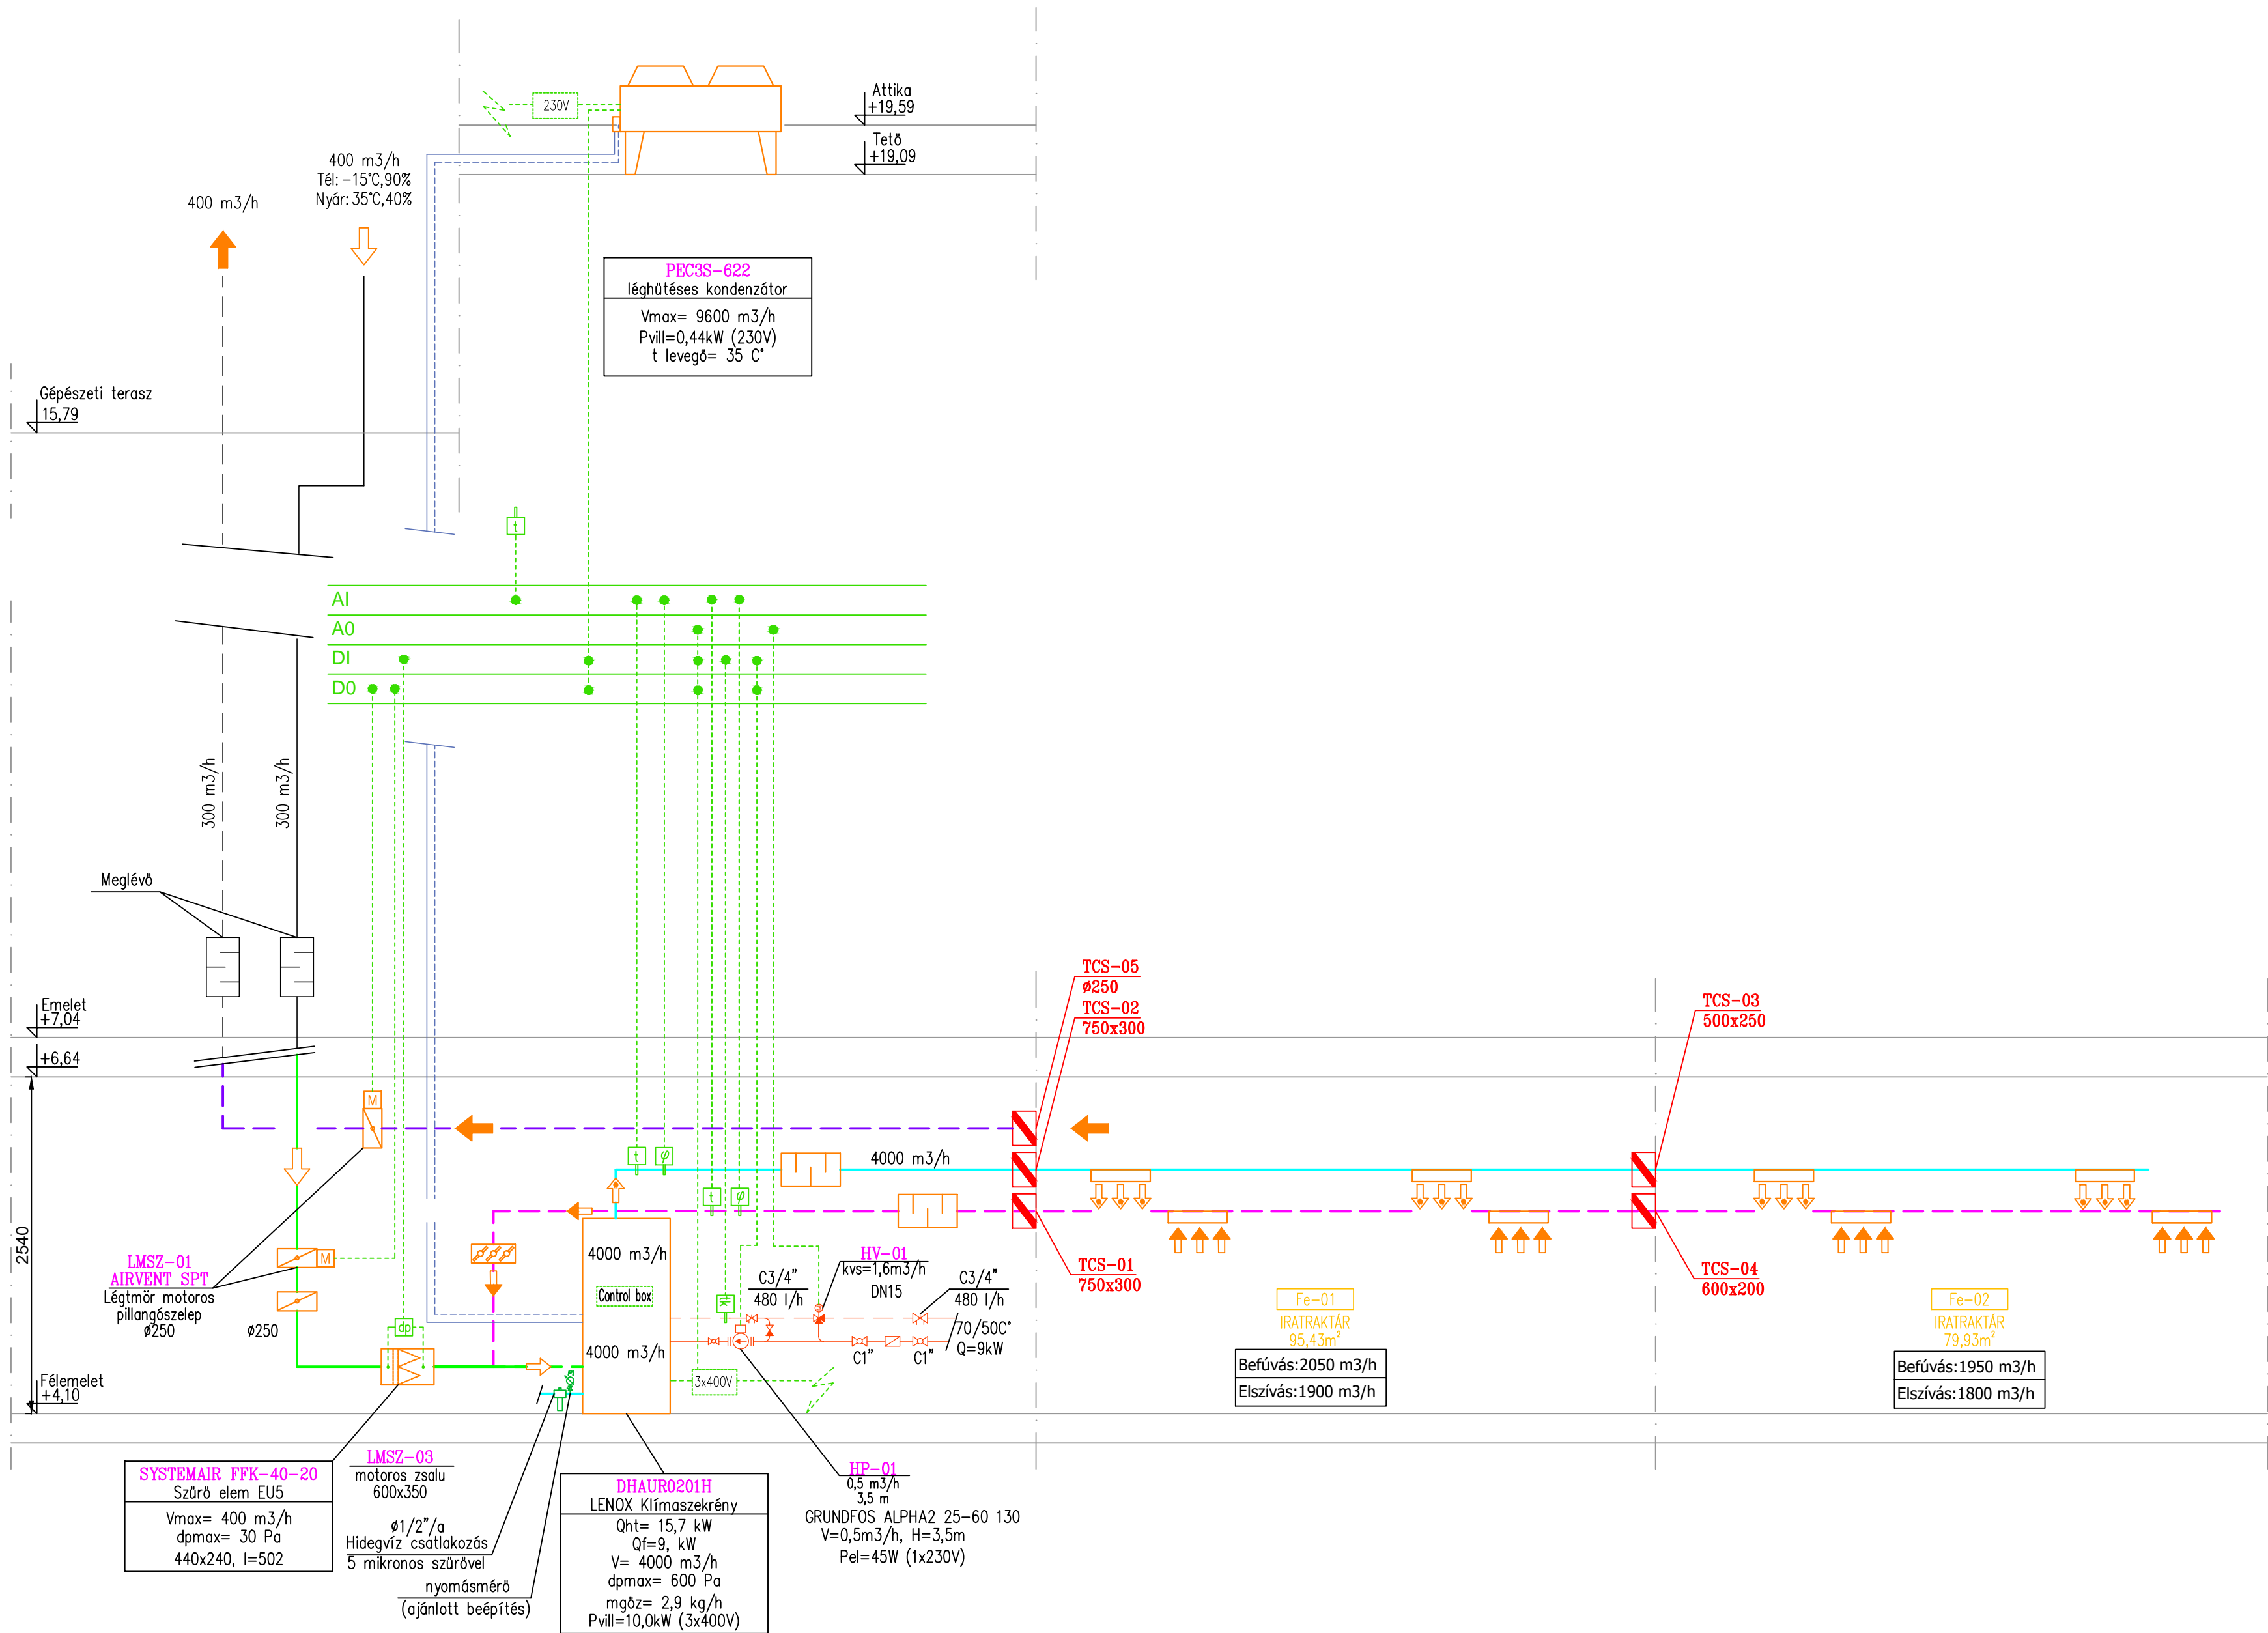 230V
Attika
+19,59
Tető
+19,09
400 m3/h
Tél: -15°C,90%
Nyár: 35°C,40%
400 m3/h
PEC3S-622
léghűtéses kondenzátor
Vmax= 9600 m3/h
Pvill=0,44kW (230V)
t levegő= 35 C°
Gépészeti terasz
15,79
t
AI
A0
DI
D0
300 m3/h
300 m3/h
Meglévő
Emelet
+7,04
+6,64
2540
Félemelet
+4,10
M
M
LMSZ-01
AIRVENT SPT
Légtmör motoros
pillangószelep
ø250
ø250
dp
t
φ
t
φ
4000 m3/h
4000 m3/h
Control box
4000 m3/h
3x400V
C3/4"
480 l/h
HV-01
kvs=1,6m3/h
DN15
C3/4"
480 l/h
70/50C°
Q=9kW
C1"
C1"
TCS-05
ø250
TCS-02
750x300
TCS-01
750x300
TCS-03
500x250
TCS-04
600x200
Fe-01
IRATRAKTÁR
95,43m²
Befúvás:2050 m3/h
Elszívás:1900 m3/h
Fe-02
IRATRAKTÁR
79,93m²
Befúvás:1950 m3/h
Elszívás:1800 m3/h
SYSTEMAIR FFK-40-20
Szűrő elem EU5
Vmax= 400 m3/h
dpmax= 30 Pa
440x240, l=502
LMSZ-03
motoros zsalu
600x350
ø1/2"/a
Hidegvíz csatlakozás
5 mikronos szűrővel
nyomásmérő
(ajánlott beépítés)
DHAUR0201H
LENOX Klímaszekrény
Qht= 15,7 kW
Qf=9, kW
V= 4000 m3/h
dpmax= 600 Pa
mgőz= 2,9 kg/h
Pvill=10,0kW (3x400V)
HP-01
0,5 m3/h
3,5 m
GRUNDFOS ALPHA2 25-60 130
V=0,5m3/h, H=3,5m
Pel=45W (1x230V)